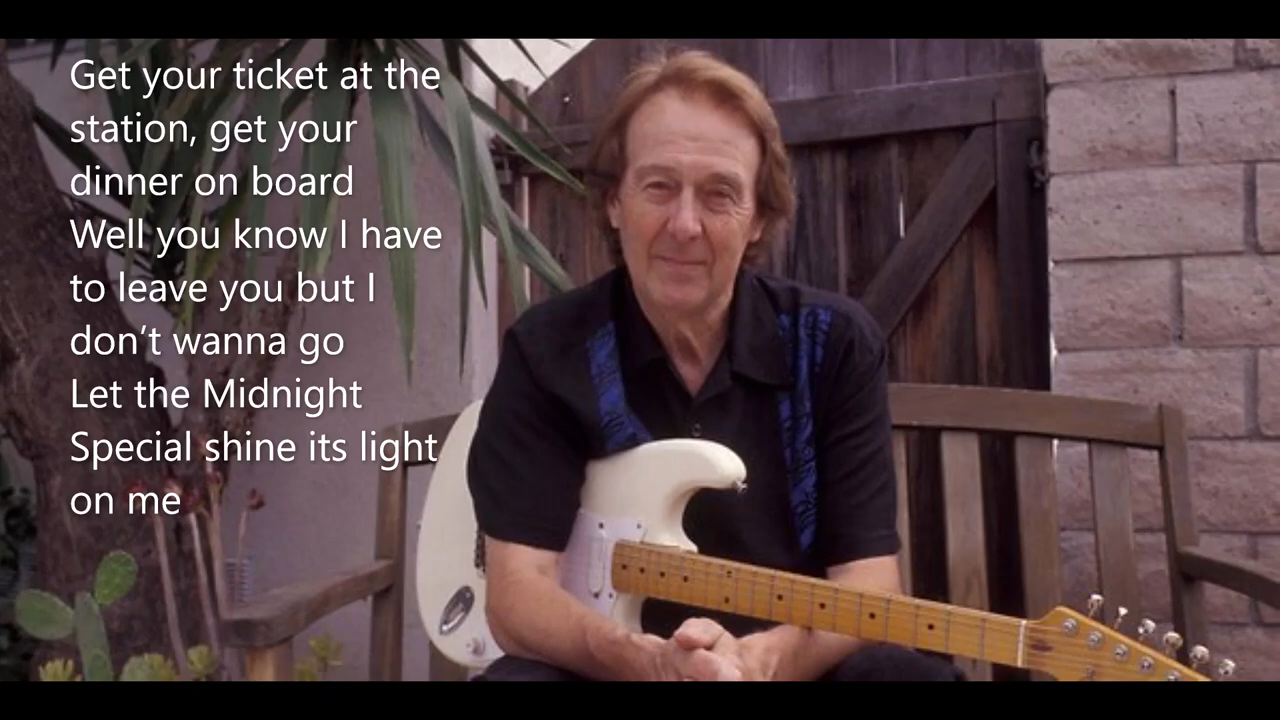 Get your ticket at the
station, get your
dinner on board
Well you know I have
to leave you but I
don’t wanna go
Let the Midnight
Special shine its light
on me